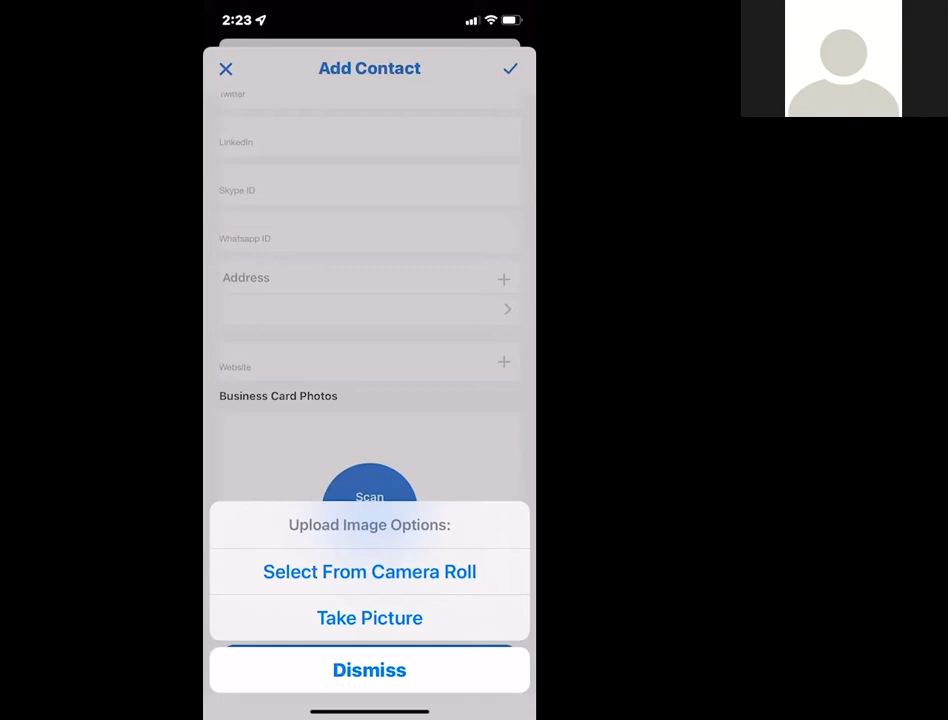 2:23
Add Contact
Twitter
LinkedIn
Skype ID
Whatsapp ID
Address
Website
Business Card Photos
Scan
Upload Image Options:
Select From Camera Roll
Take Picture
Dismiss